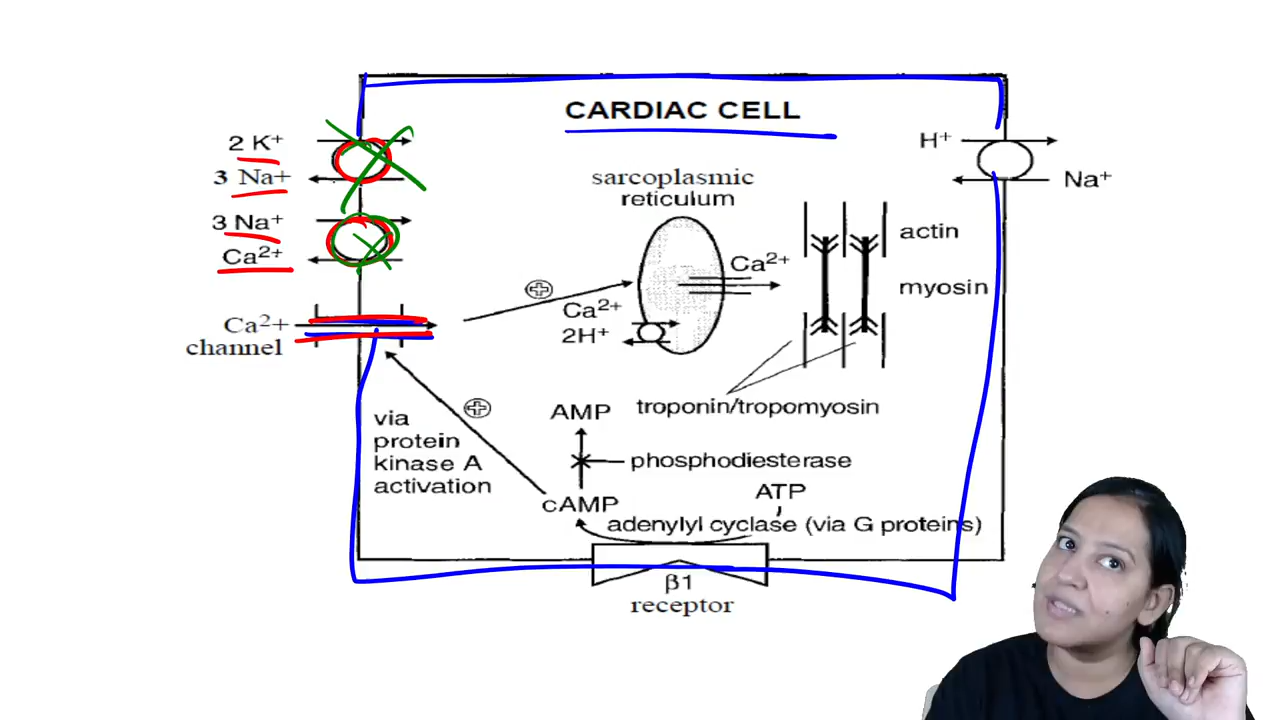 CARDIAC CELL
2 K+
3 Na+
3 Na+
Ca2+
Ca2+
channel
H+
Na+
sarcoplasmic
reticulum
Ca2+
actin
myosin
Ca2+
2H+
troponin/tropomyosin
via
protein
kinase A
activation
AMP
phosphodiesterase
cAMP
ATP
adenylyl cyclase (via G proteins)
β1
receptor